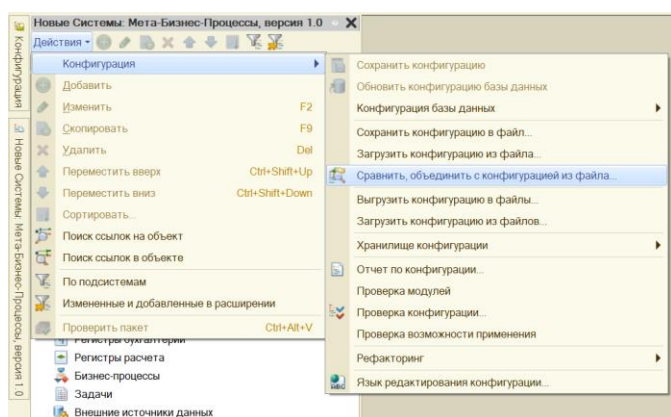 Новые Системы: Мета-Бизнес-Процессы, версия 1.0
Действия
Конфигурация
Добавить
Изменить F2
Скопировать F9
Удалить Del
Переместить вверх Ctrl+Shift+Up
Переместить вниз Ctrl+Shift+Down
Сортировать...
Поиск ссылок на объект
Поиск ссылок в объекте
По подсистемам
Измененные и добавленные в расширении
Проверить пакет Ctrl+Alt+V
Регистры бухгалтерии
Регистры расчета
Бизнес-процессы
Задачи
Внешние источники данных
Сохранить конфигурацию
Обновить конфигурацию базы данных
Конфигурация базы данных
Сохранить конфигурацию в файл...
Загрузить конфигурацию из файла...
Сравнить, объединить с конфигурацией из файла...
Выгрузить конфигурацию в файлы...
Загрузить конфигурацию из файлов...
Хранилище конфигурации
Отчет по конфигурации...
Проверка модулей
Проверка конфигурации...
Проверка возможности применения
Рефакторинг
Язык редактирования конфигурации...
Конфигурация
Новые Системы: Мета-Бизнес-Процессы, версия 1.0